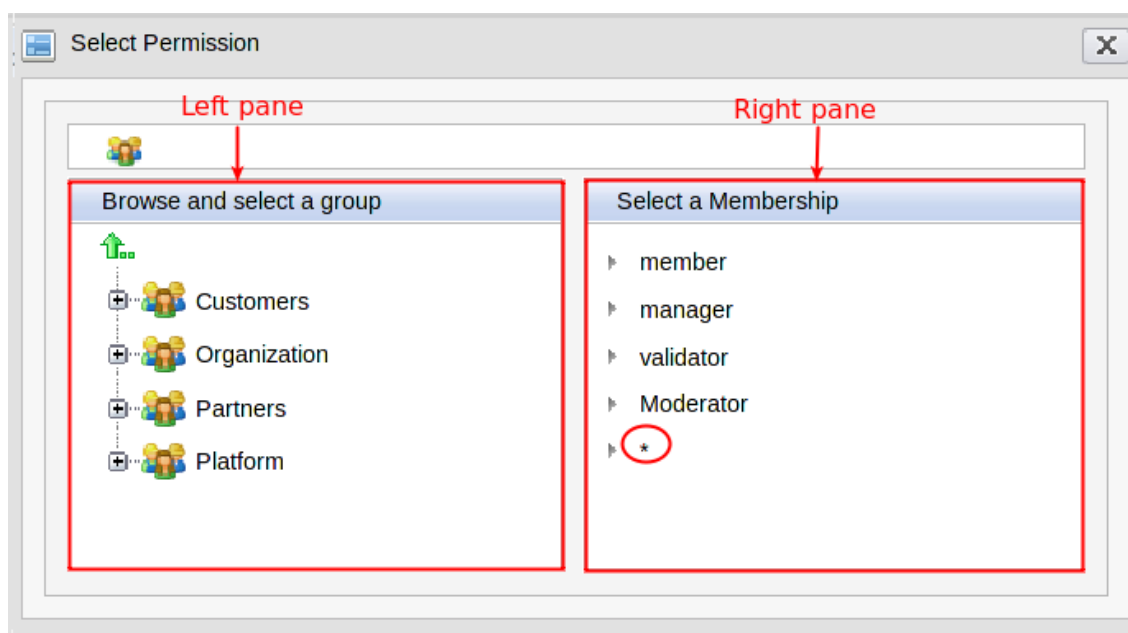 Select Permission
Left pane
Right pane
Browse and select a group
Select a Membership
Customers
Organization
Partners
Platform
member
manager
validator
Moderator
*